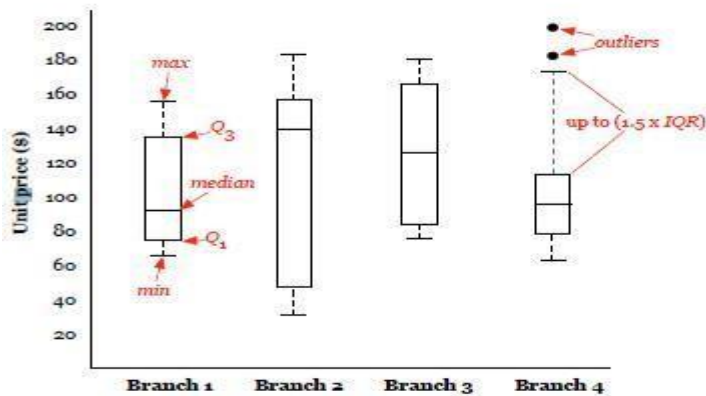 200
180
160
140
120
100
80
60
40
20
Unit price ($)
max
Q3
median
Q1
min
outliers
up to (1.5 x IQR)
Branch 1
Branch 2
Branch 3
Branch 4